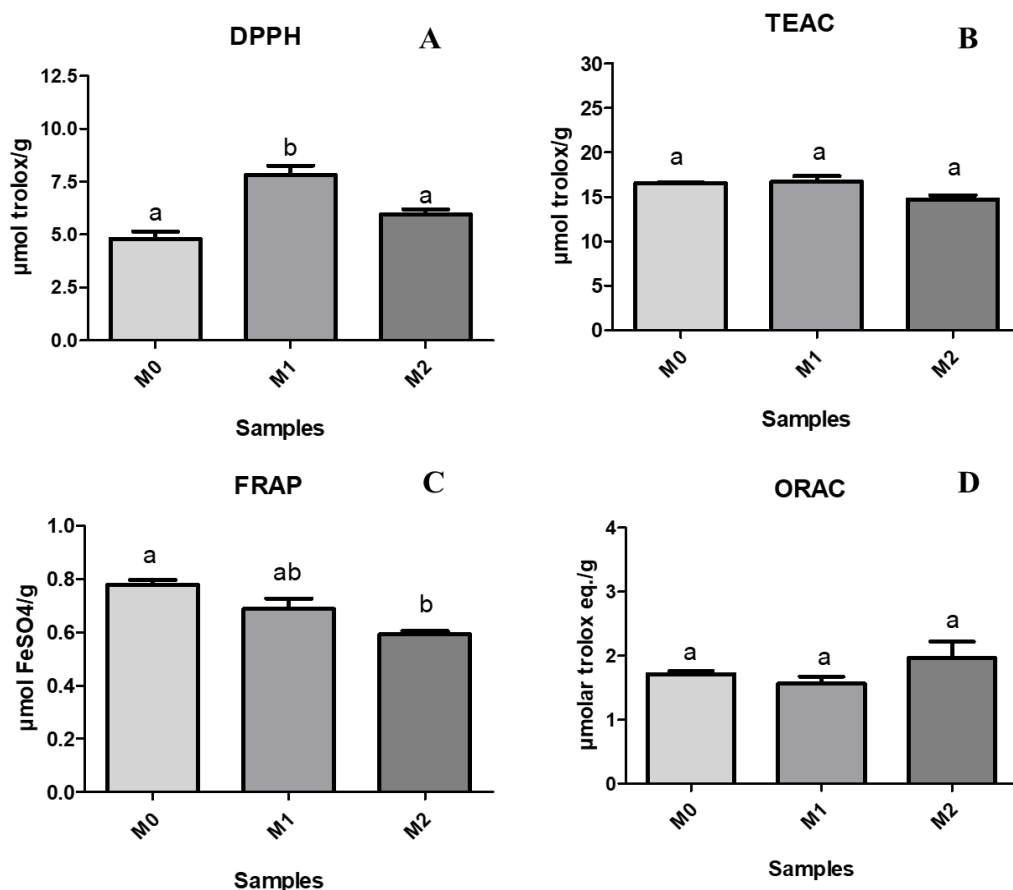 DPPH A
12.5
10.0
7.5
5.0
2.5
0.0
µmol trolox/g
a
b
a
M0 M1 M2
Samples
TEAC B
30
25
20
15
10
5
0
µmol trolox/g
a
a
a
M0 M1 M2
Samples
FRAP C
1.0
0.8
0.6
0.4
0.2
0.0
µmol FeSO4/g
a
ab
b
M0 M1 M2
Samples
ORAC D
4
3
2
1
0
µmolar trolox eq./g
a
a
a
M0 M1 M2
Samples